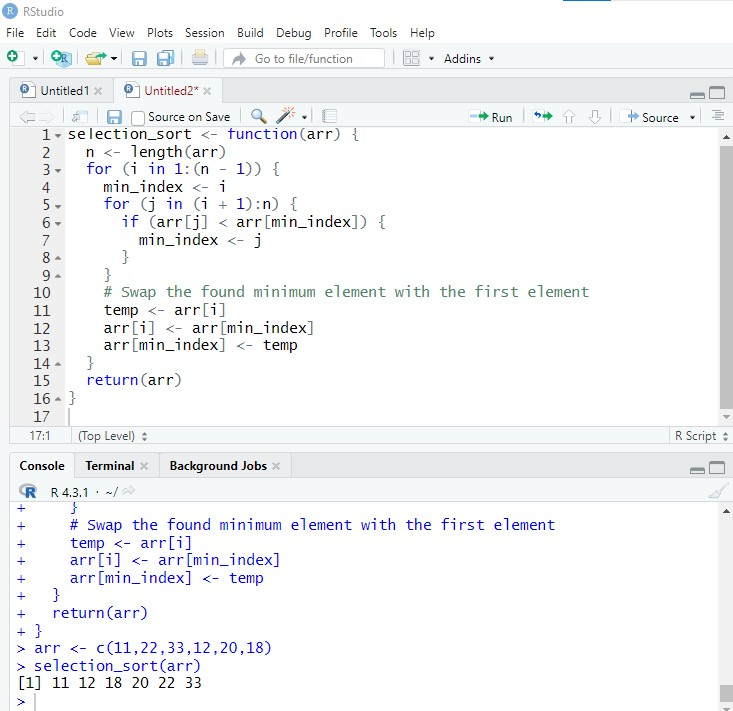 RStudio
File Edit Code View Plots Session Build Debug Profile Tools Help
Go to file/function Addins
Untitled1 Untitled2*
Source on Save Run Source
1 selection_sort <- function(arr) {
2   n <- length(arr)
3   for (i in 1:(n - 1)) {
4     min_index <- i
5     for (j in (i + 1):n) {
6       if (arr[j] < arr[min_index]) {
7         min_index <- j
8       }
9     }
10     # Swap the found minimum element with the first element
11     temp <- arr[i]
12     arr[i] <- arr[min_index]
13     arr[min_index] <- temp
14   }
15   return(arr)
16 }
17
17:1 (Top Level) R Script
Console Terminal Background Jobs
R 4.3.1 · ~/
+     }
+     # Swap the found minimum element with the first element
+     temp <- arr[i]
+     arr[i] <- arr[min_index]
+     arr[min_index] <- temp
+   }
+   return(arr)
+ }
> arr <- c(11,22,33,12,20,18)
> selection_sort(arr)
[1] 11 12 18 20 22 33
>